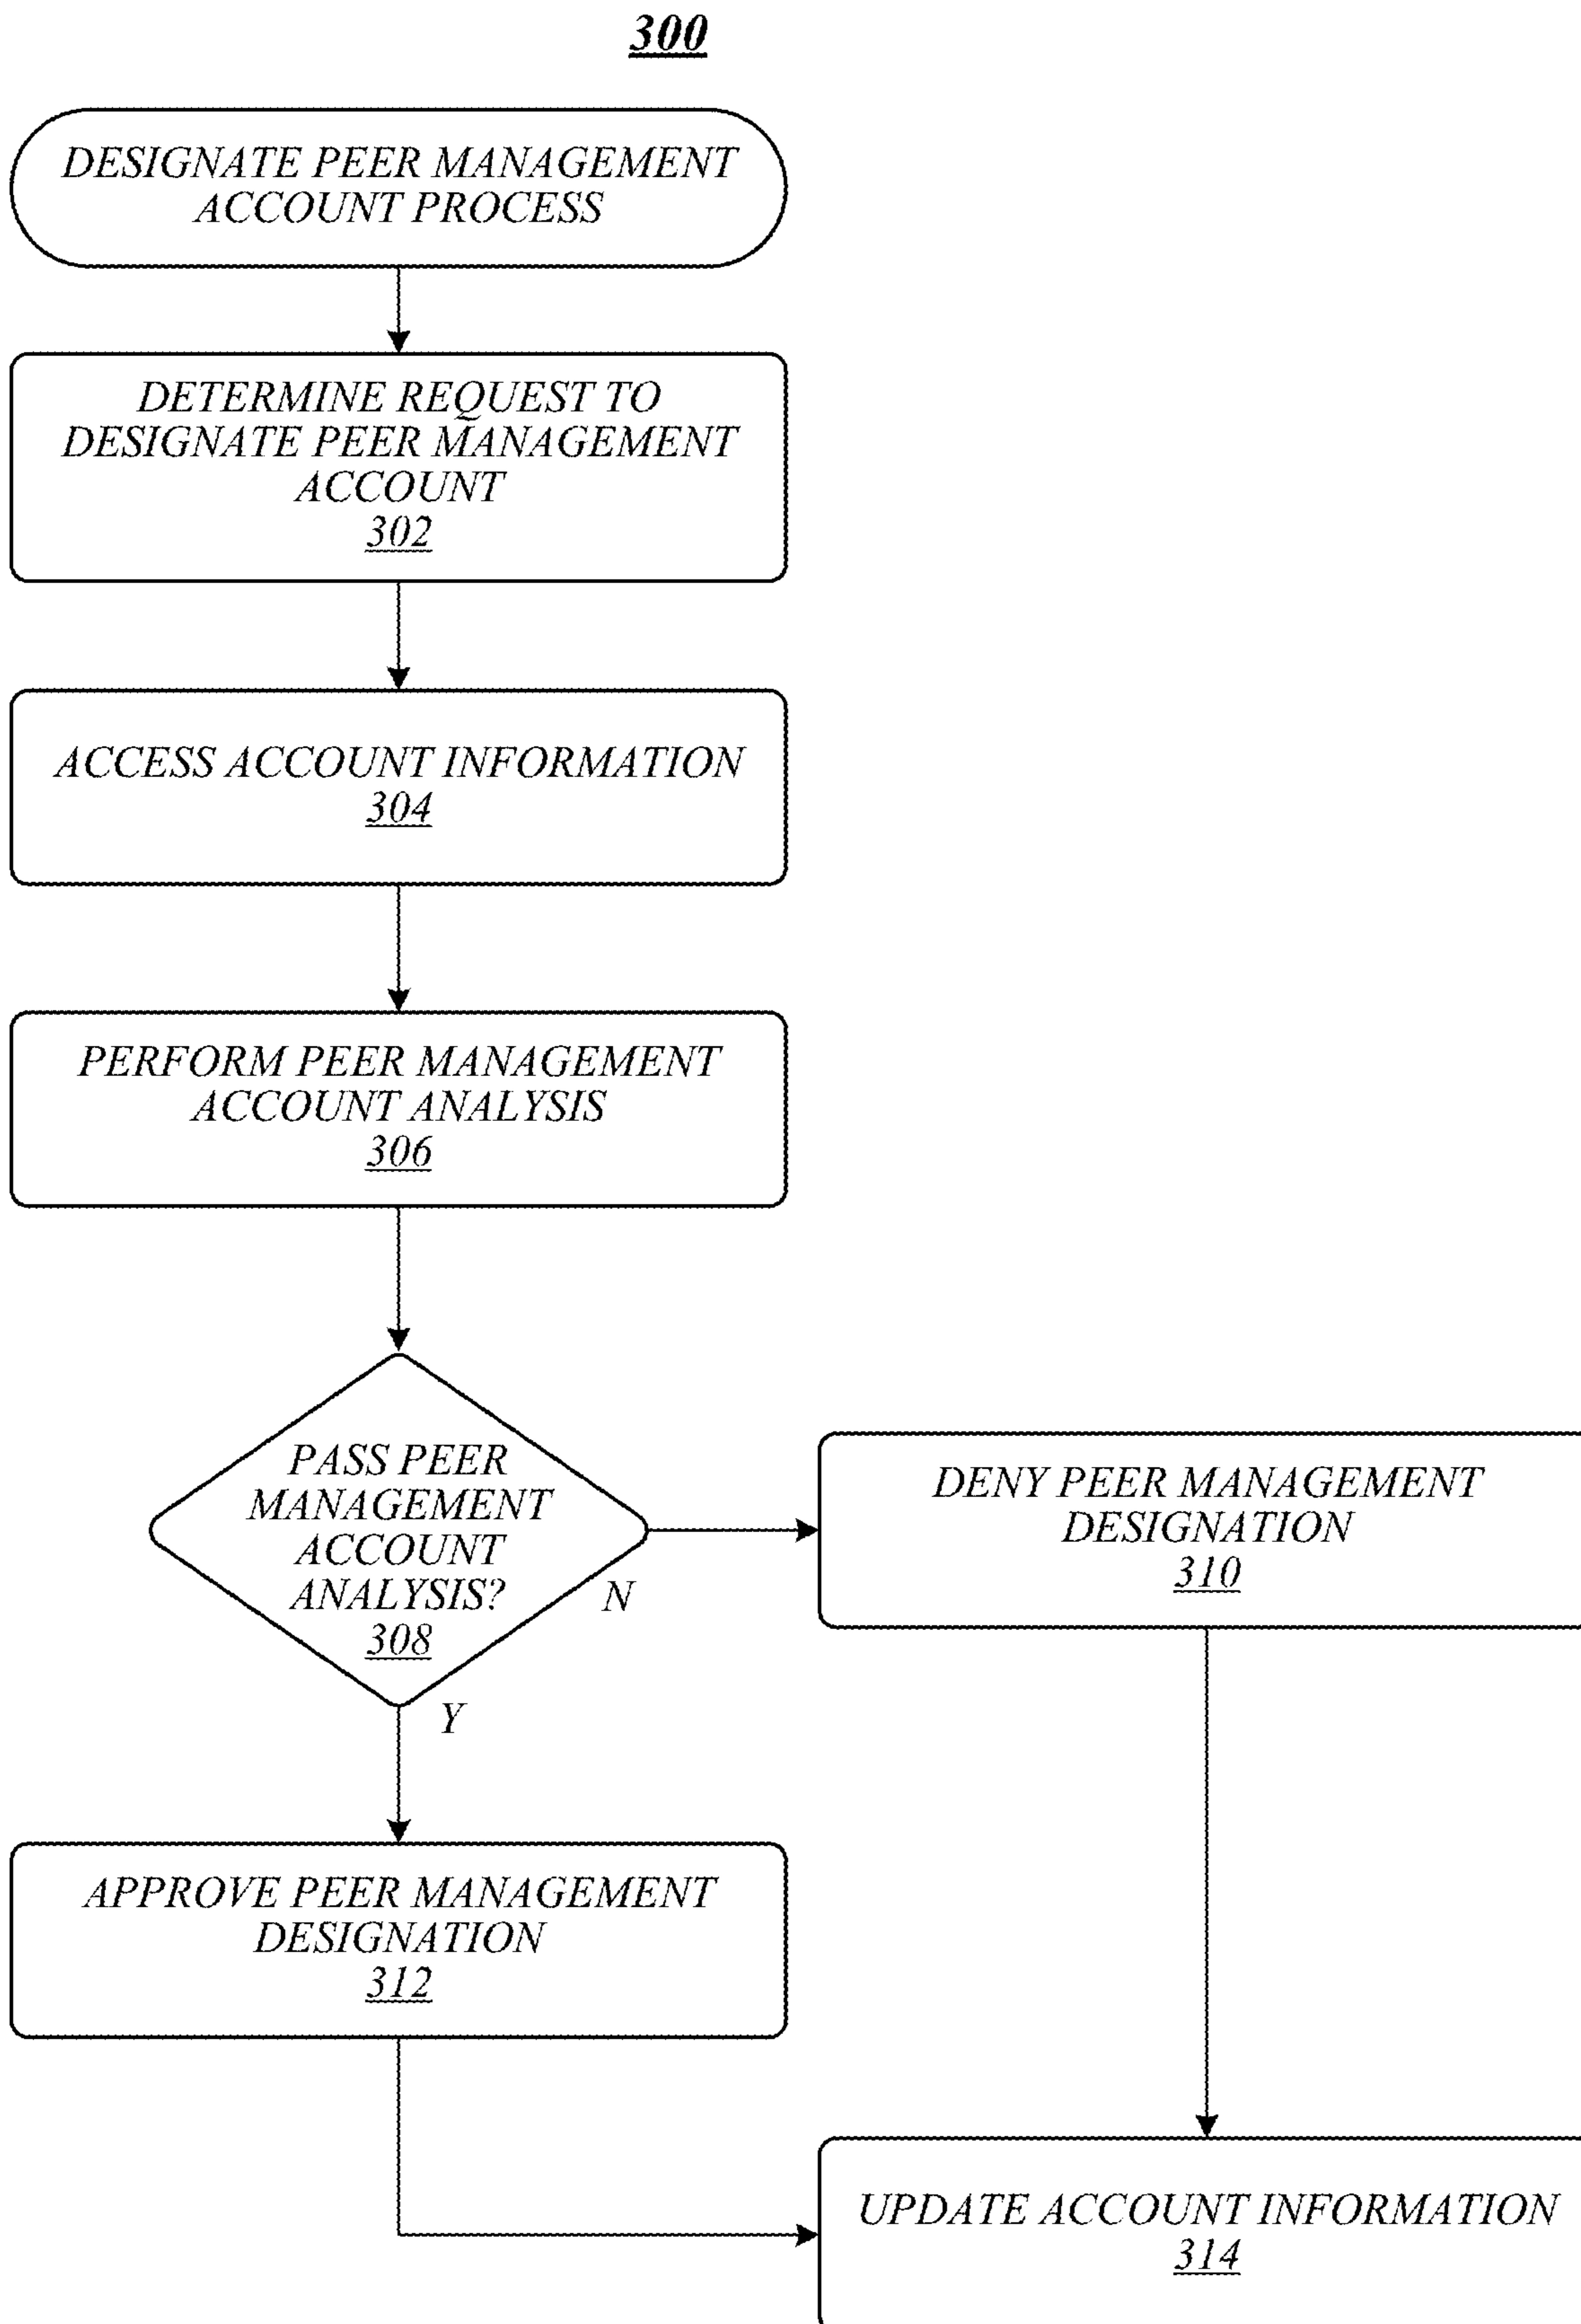 300
DESIGNATE PEER MANAGEMENT
ACCOUNT PROCESS
DETERMINE REQUEST TO
DESIGNATE PEER MANAGEMENT
ACCOUNT
302
ACCESS ACCOUNT INFORMATION
304
PERFORM PEER MANAGEMENT
ACCOUNT ANALYSIS
306
PASS PEER
MANAGEMENT
ACCOUNT
ANALYSIS?
308
N
Y
DENY PEER MANAGEMENT
DESIGNATION
310
APPROVE PEER MANAGEMENT
DESIGNATION
312
UPDATE ACCOUNT INFORMATION
314